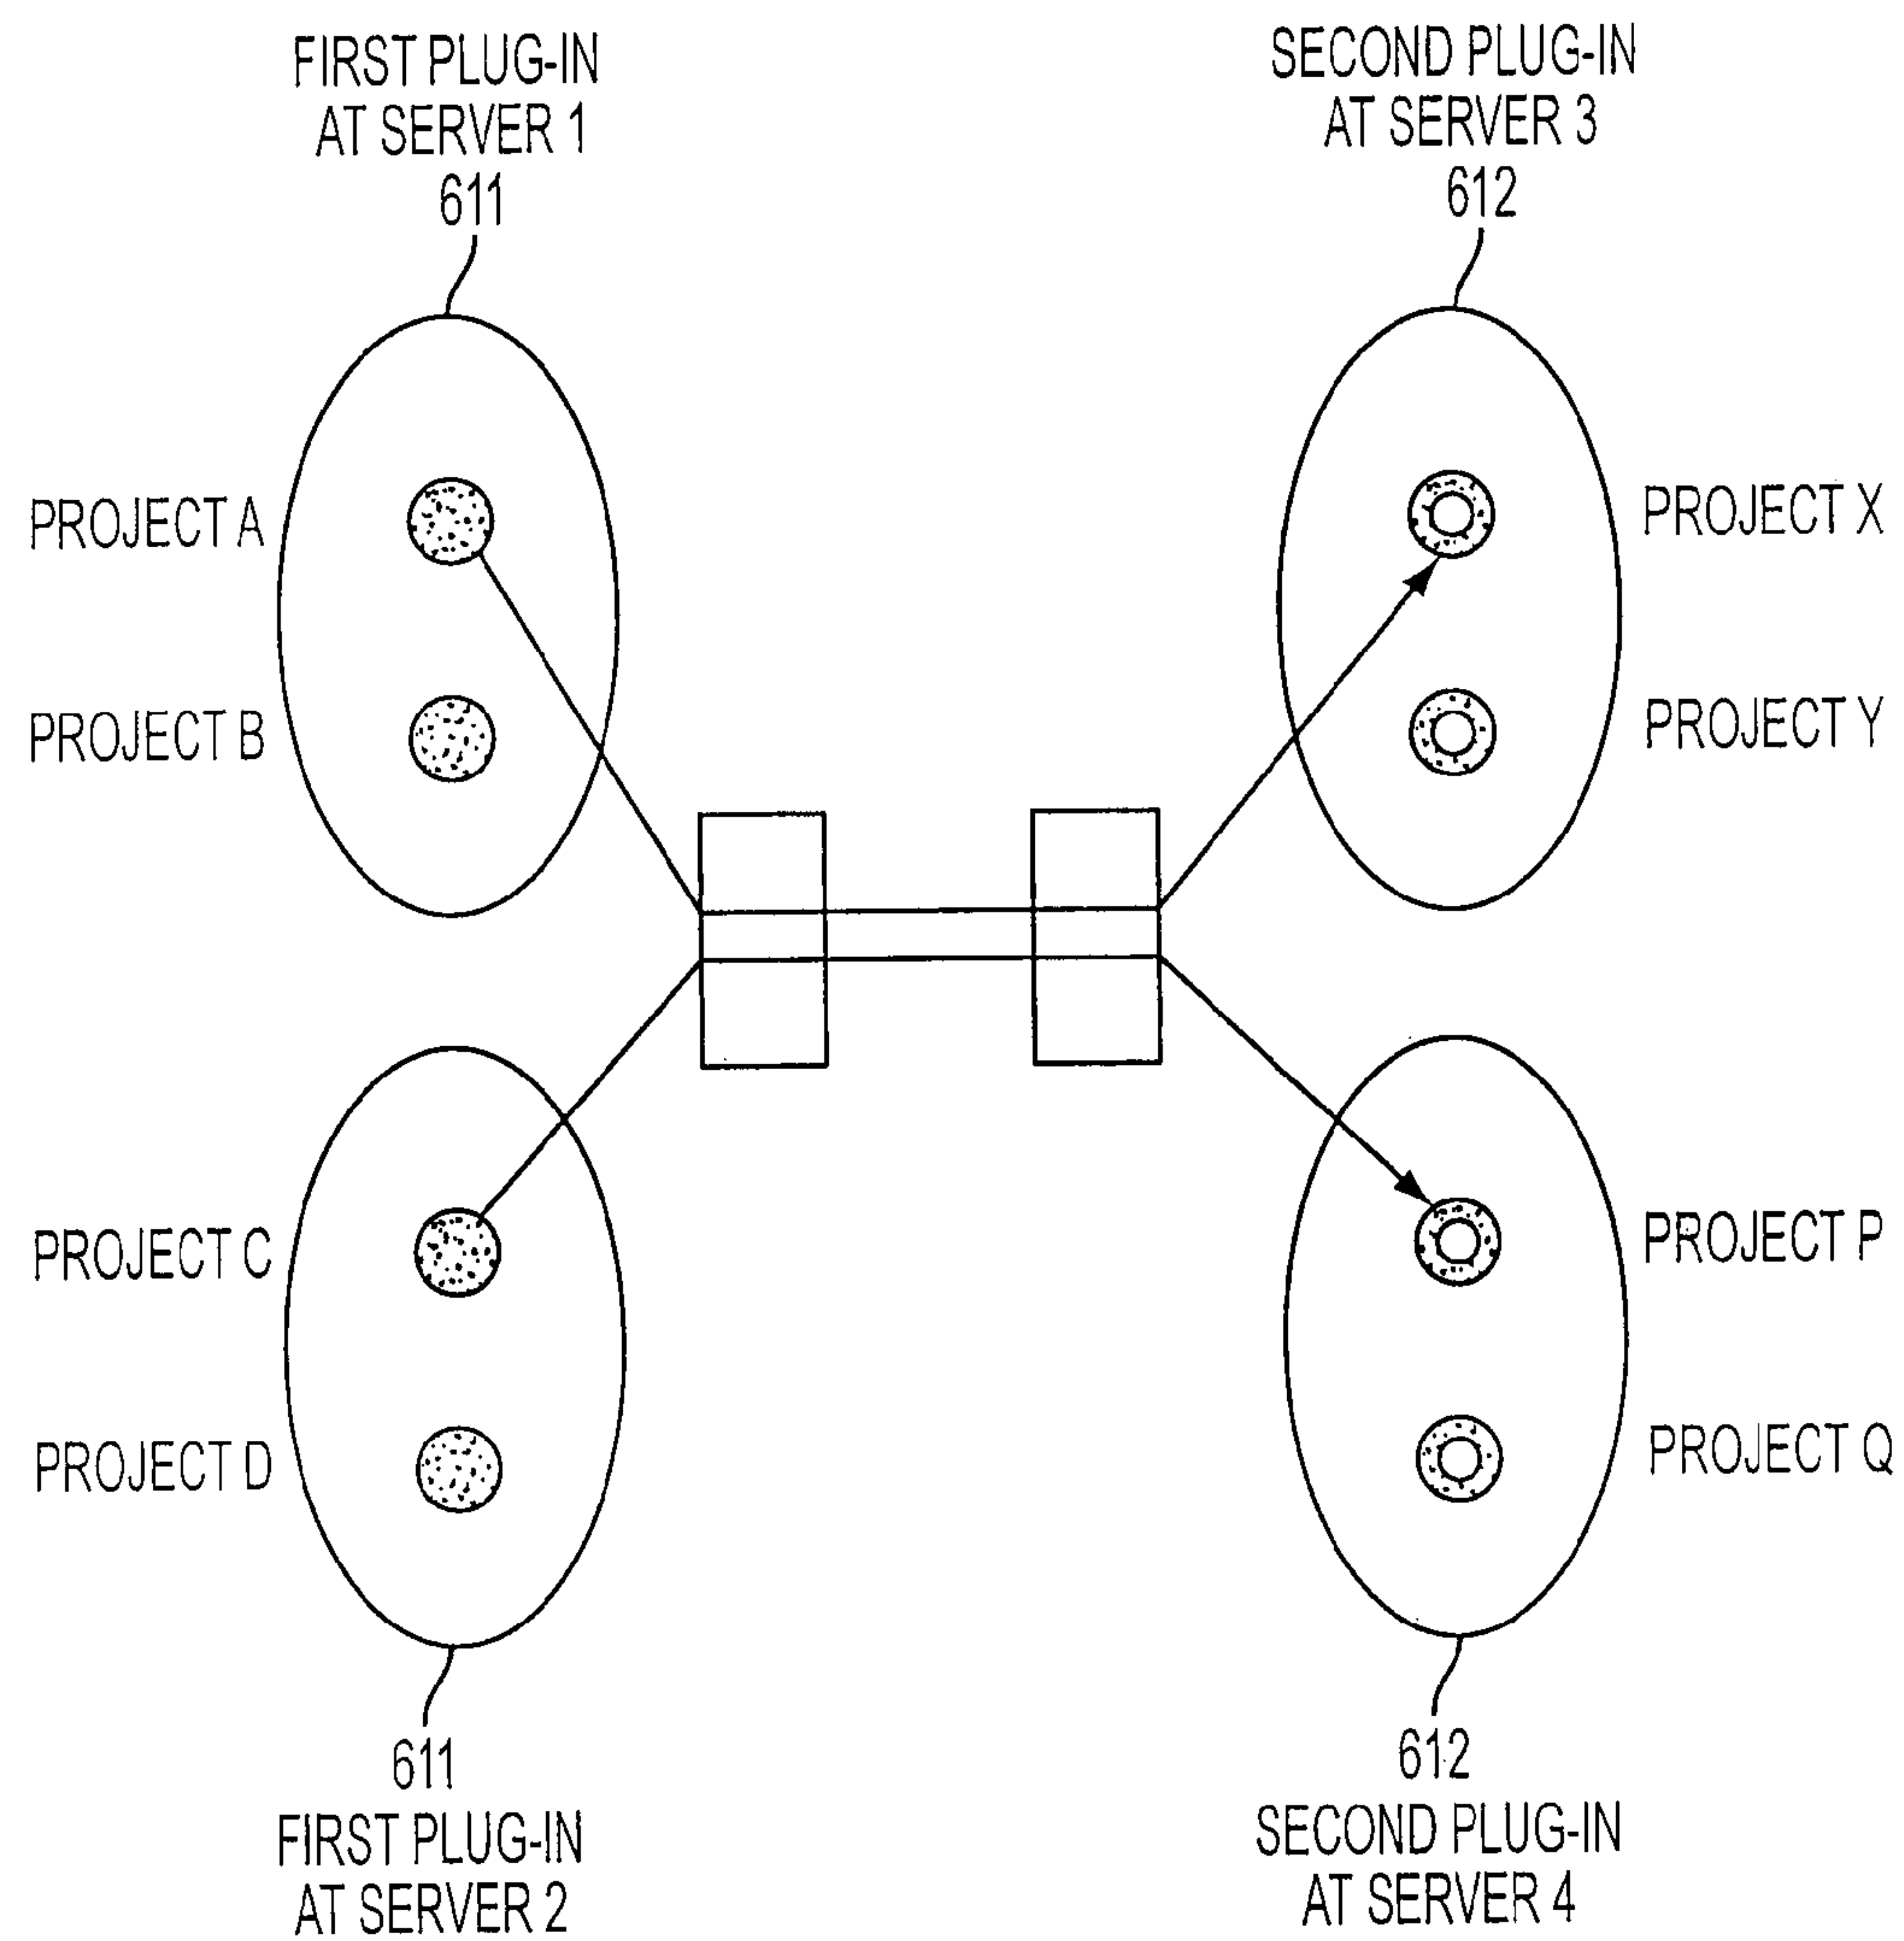 FIRST PLUG-IN
AT SERVER 1
611
SECOND PLUG-IN
AT SERVER 3
612
PROJECT A
PROJECT X
PROJECT B
PROJECT Y
PROJECT C
PROJECT P
PROJECT D
PROJECT Q
611
FIRST PLUG-IN
AT SERVER 2
612
SECOND PLUG-IN
AT SERVER 4